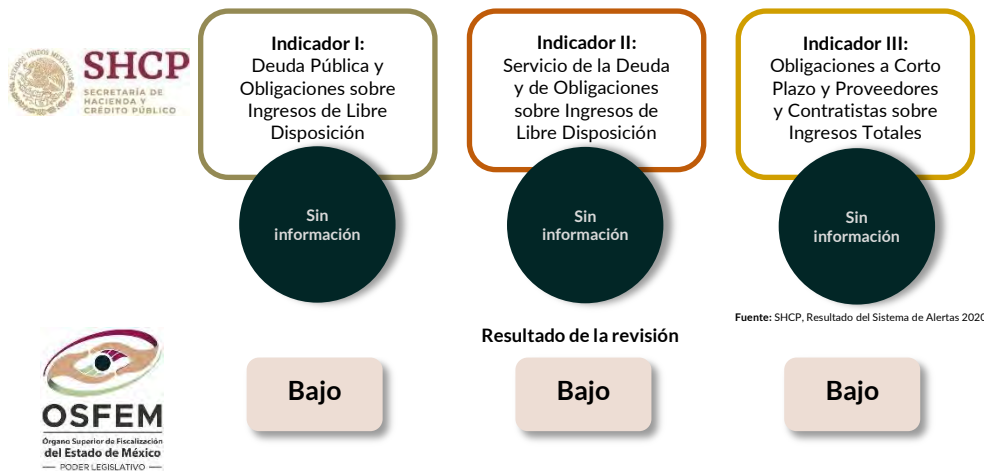 ESTADOS UNIDOS MEXICANOS
SHCP
SECRETARÍA DE
HACIENDA Y
CRÉDITO PÚBLICO
Indicador I:
Deuda Pública y
Obligaciones sobre
Ingresos de Libre
Disposición
Sin
información
Indicador II:
Servicio de la Deuda
y de Obligaciones
sobre Ingresos de
Libre Disposición
Sin
información
Indicador III:
Obligaciones a Corto
Plazo y Proveedores
y Contratistas sobre
Ingresos Totales
Sin
información
Fuente: SHCP, Resultado del Sistema de Alertas 2020
Resultado de la revisión
OSFEM
Órgano Superior de Fiscalización
del Estado de México
PODER LEGISLATIVO
Bajo
Bajo
Bajo